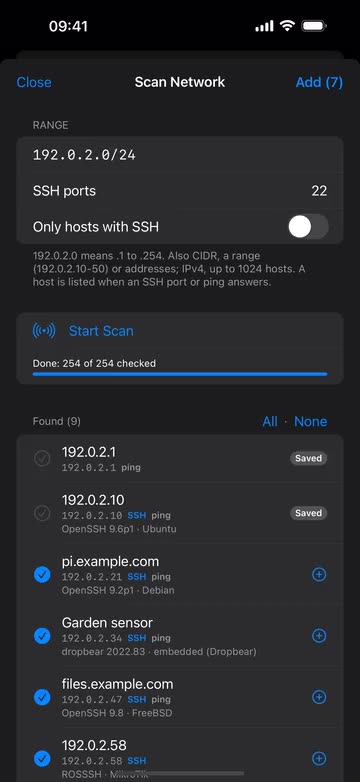 09:41
Close
Scan Network
Add (7)
RANGE
192.0.2.0/24
SSH ports
22
Only hosts with SSH
192.0.2.0 means .1 to .254. Also CIDR, a range
(192.0.2.10-50) or addresses; IPv4, up to 1024 hosts. A
host is listed when an SSH port or ping answers.
Start Scan
Done: 254 of 254 checked
Found (9)
All · None
192.0.2.1
192.0.2.1 ping
Saved
192.0.2.10
192.0.2.10 SSH ping
OpenSSH 9.6p1 · Ubuntu
Saved
pi.example.com
192.0.2.21 SSH ping
OpenSSH 9.2p1 · Debian
Garden sensor
192.0.2.34 SSH ping
dropbear 2022.83 · embedded (Dropbear)
files.example.com
192.0.2.47 SSH ping
OpenSSH 9.8 · FreeBSD
192.0.2.58
192.0.2.58 SSH
ROSSSH · MikroTik